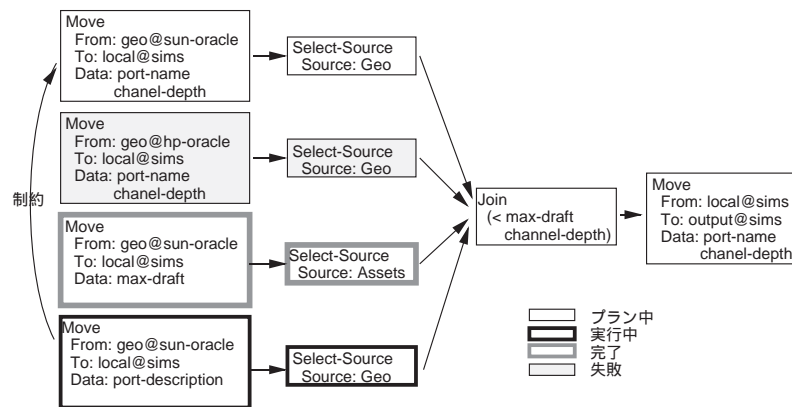 Move
From: geo@sun-oracle
To: local@sims
Data: port-name
chanel-depth
Select-Source
Source: Geo
Move
From: geo@hp-oracle
To: local@sims
Data: port-name
chanel-depth
Select-Source
Source: Geo
制約
Move
From: geo@sun-oracle
To: local@sims
Data: max-draft
Select-Source
Source: Assets
Move
From: geo@sun-oracle
To: local@sims
Data: port-description
Select-Source
Source: Geo
Join
(< max-draft
channel-depth)
Move
From: local@sims
To: output@sims
Data: port-name
chanel-depth
プラン中
実行中
完了
失敗